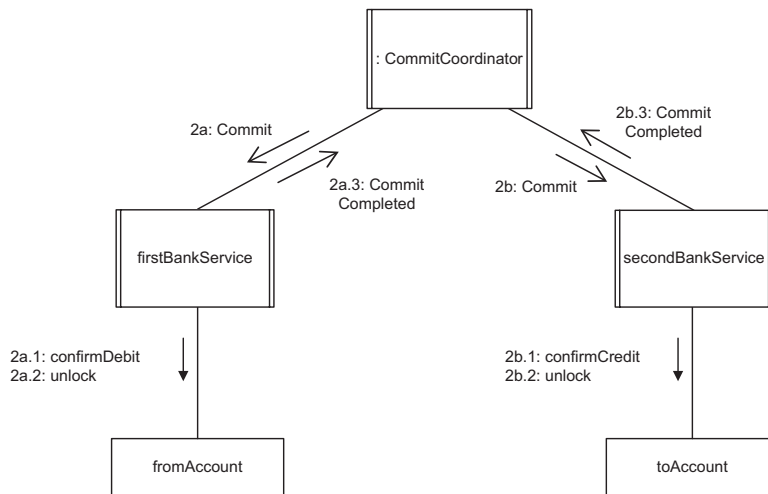 : CommitCoordinator
2a: Commit
2b.3: Commit
Completed
2a.3: Commit
Completed
2b: Commit
firstBankService
secondBankService
2a.1: confirmDebit
2a.2: unlock
2b.1: confirmCredit
2b.2: unlock
fromAccount
toAccount